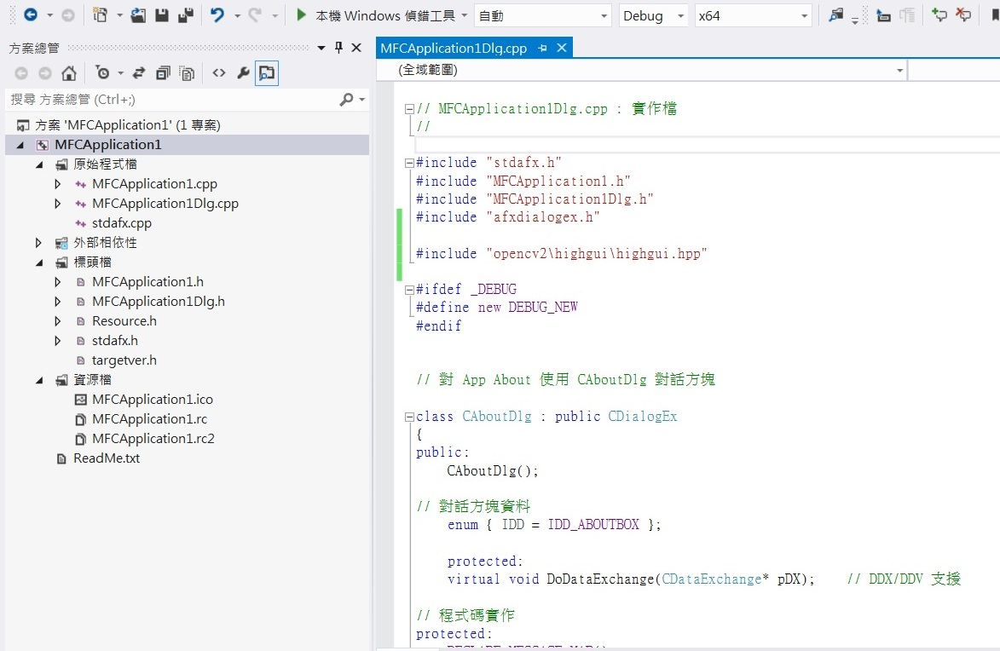 本機 Windows 偵錯工具 自動 Debug x64
方案總管
搜尋 方案總管 (Ctrl+;)
方案 'MFCApplication1' (1 專案)
MFCApplication1
原始程式檔
MFCApplication1.cpp
MFCApplication1Dlg.cpp
stdafx.cpp
外部相依性
標頭檔
MFCApplication1.h
MFCApplication1Dlg.h
Resource.h
stdafx.h
targetver.h
資源檔
MFCApplication1.ico
MFCApplication1.rc
MFCApplication1.rc2
ReadMe.txt
MFCApplication1Dlg.cpp
(全域範圍)
// MFCApplication1Dlg.cpp : 實作檔
//
#include "stdafx.h"
#include "MFCApplication1.h"
#include "MFCApplication1Dlg.h"
#include "afxdialogex.h"
#include "opencv2\highgui\highgui.hpp"
#ifdef _DEBUG
#define new DEBUG_NEW
#endif
// 對 App About 使用 CAboutDlg 對話方塊
class CAboutDlg : public CDialogEx
{
public:
CAboutDlg();
// 對話方塊資料
enum { IDD = IDD_ABOUTBOX };
protected:
virtual void DoDataExchange(CDataExchange* pDX); // DDX/DDV 支援
// 程式碼實作
protected: